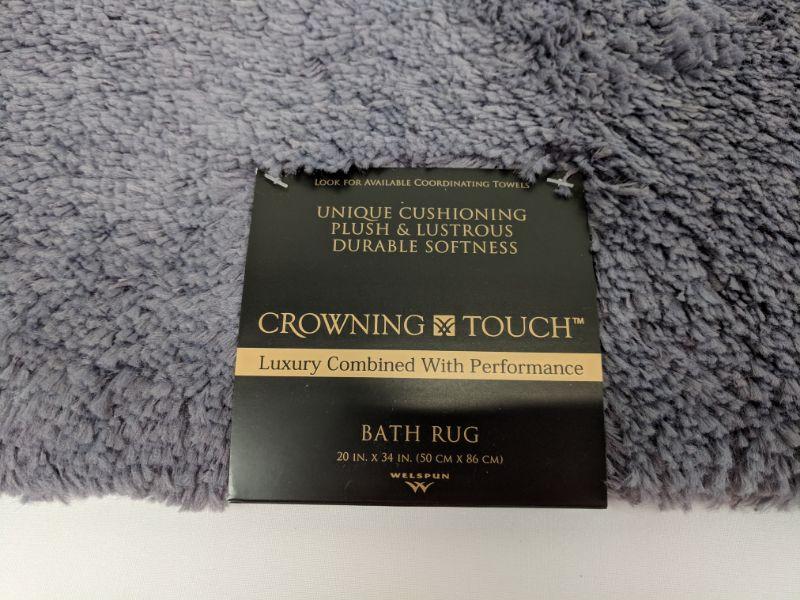 LOOK FOR AVAILABLE COORDINATING TOWELS
UNIQUE CUSHIONING
PLUSH & LUSTROUS
DURABLE SOFTNESS
CROWNING TOUCH™
Luxury Combined With Performance
BATH RUG
20 IN. X 34 IN. (50 CM X 86 CM)
WELSPUN